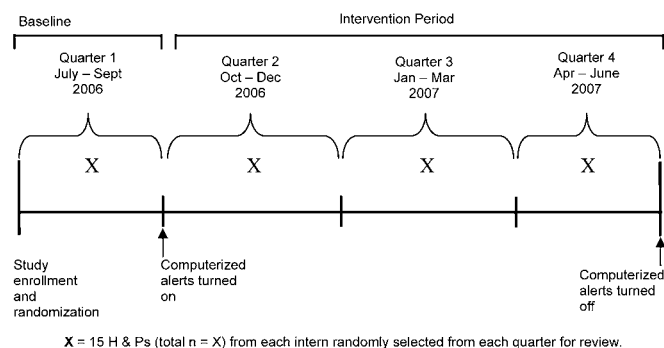 Baseline
Intervention Period
Quarter 1
July – Sept
2006
Quarter 2
Oct – Dec
2006
Quarter 3
Jan – Mar
2007
Quarter 4
Apr – June
2007
X
X
X
X
Study
enrollment
and
randomization
Computerized
alerts turned
on
Computerized
alerts turned
off
X = 15 H & Ps (total n = X) from each intern randomly selected from each quarter for review.